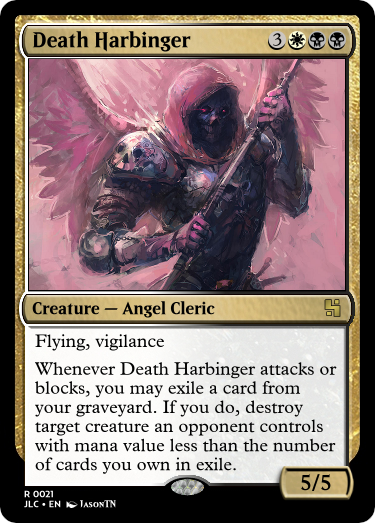 Death Harbinger 3
Creature — Angel Cleric
Flying, vigilance
Whenever Death Harbinger attacks or
blocks, you may exile a card from
your graveyard. If you do, destroy
target creature an opponent controls
with mana value less than the number
of cards you own in exile.
5/5
R 0021
JLC • EN JASONTN